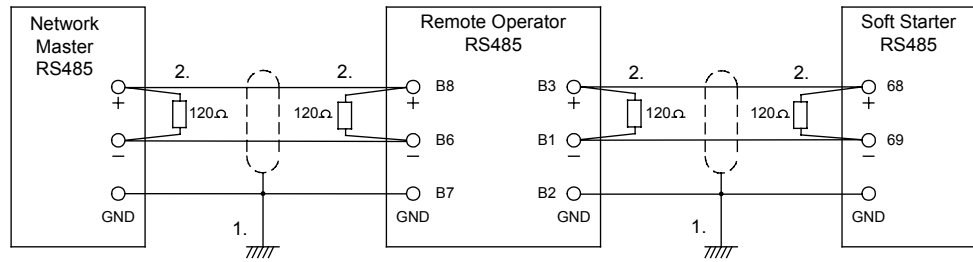 Network
Master
RS485
Remote Operator
RS485
Soft Starter
RS485
2.
2.
B8
B3
2.
2.
68
+
120Ω
120Ω
+
+
120Ω
120Ω
+
−
B6
−
B1
−
69
−
GND
B7
GND
B2
GND
GND
1.
1.